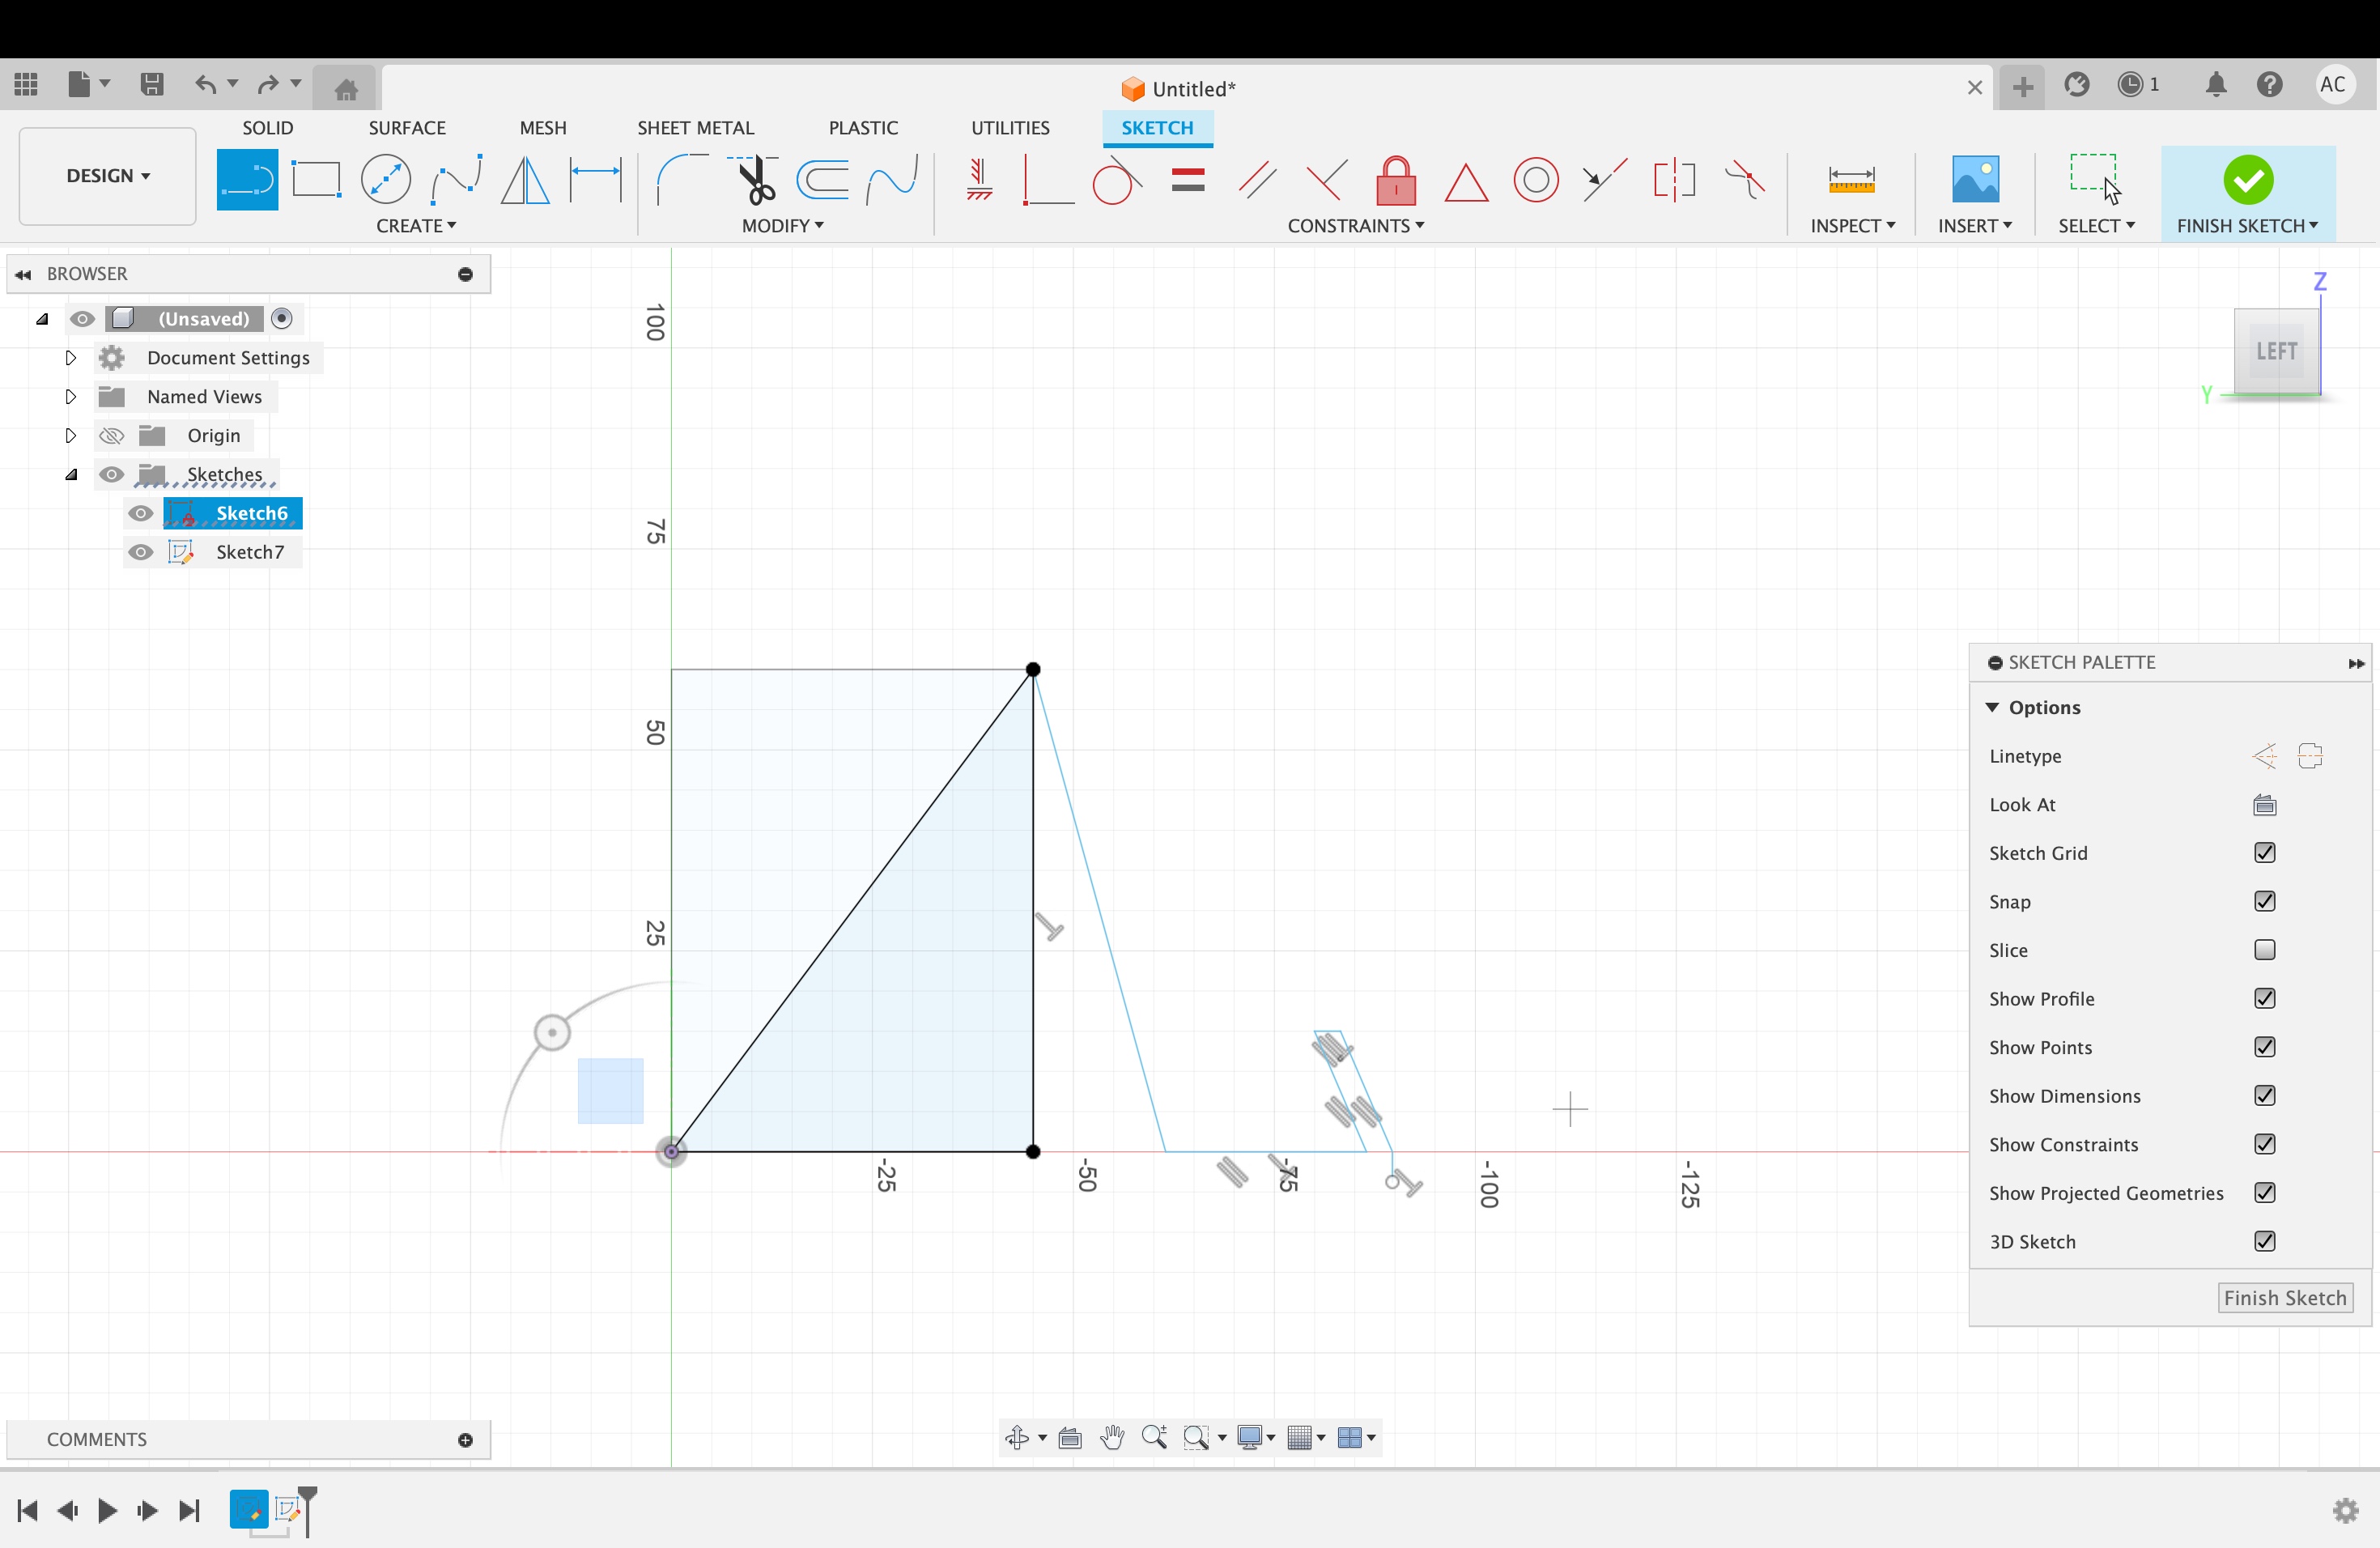 Untitled*
1
AC
SOLID
SURFACE
MESH
SHEET METAL
PLASTIC
UTILITIES
SKETCH
DESIGN
CREATE
MODIFY
CONSTRAINTS
INSPECT
INSERT
SELECT
FINISH SKETCH
BROWSER
(Unsaved)
Document Settings
Named Views
Origin
Sketches
Sketch6
Sketch7
Z
LEFT
Y
100
75
50
25
-25
-50
-75
-100
-125
SKETCH PALETTE
Options
Linetype
Look At
Sketch Grid
Snap
Slice
Show Profile
Show Points
Show Dimensions
Show Constraints
Show Projected Geometries
3D Sketch
Finish Sketch
COMMENTS